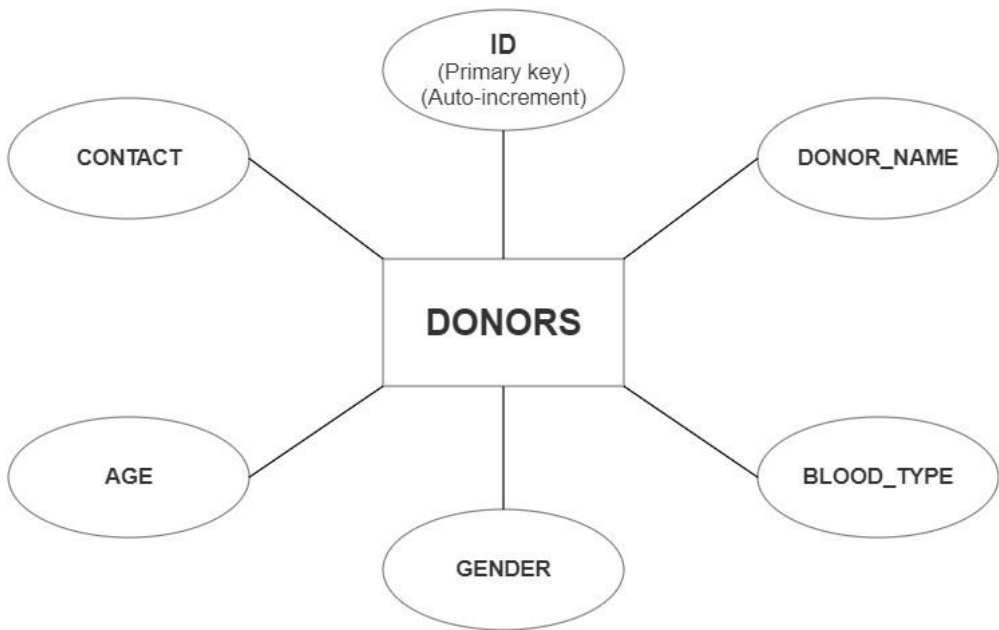 ID
(Primary key)
(Auto-increment)
CONTACT
DONOR_NAME
DONORS
AGE
BLOOD_TYPE
GENDER